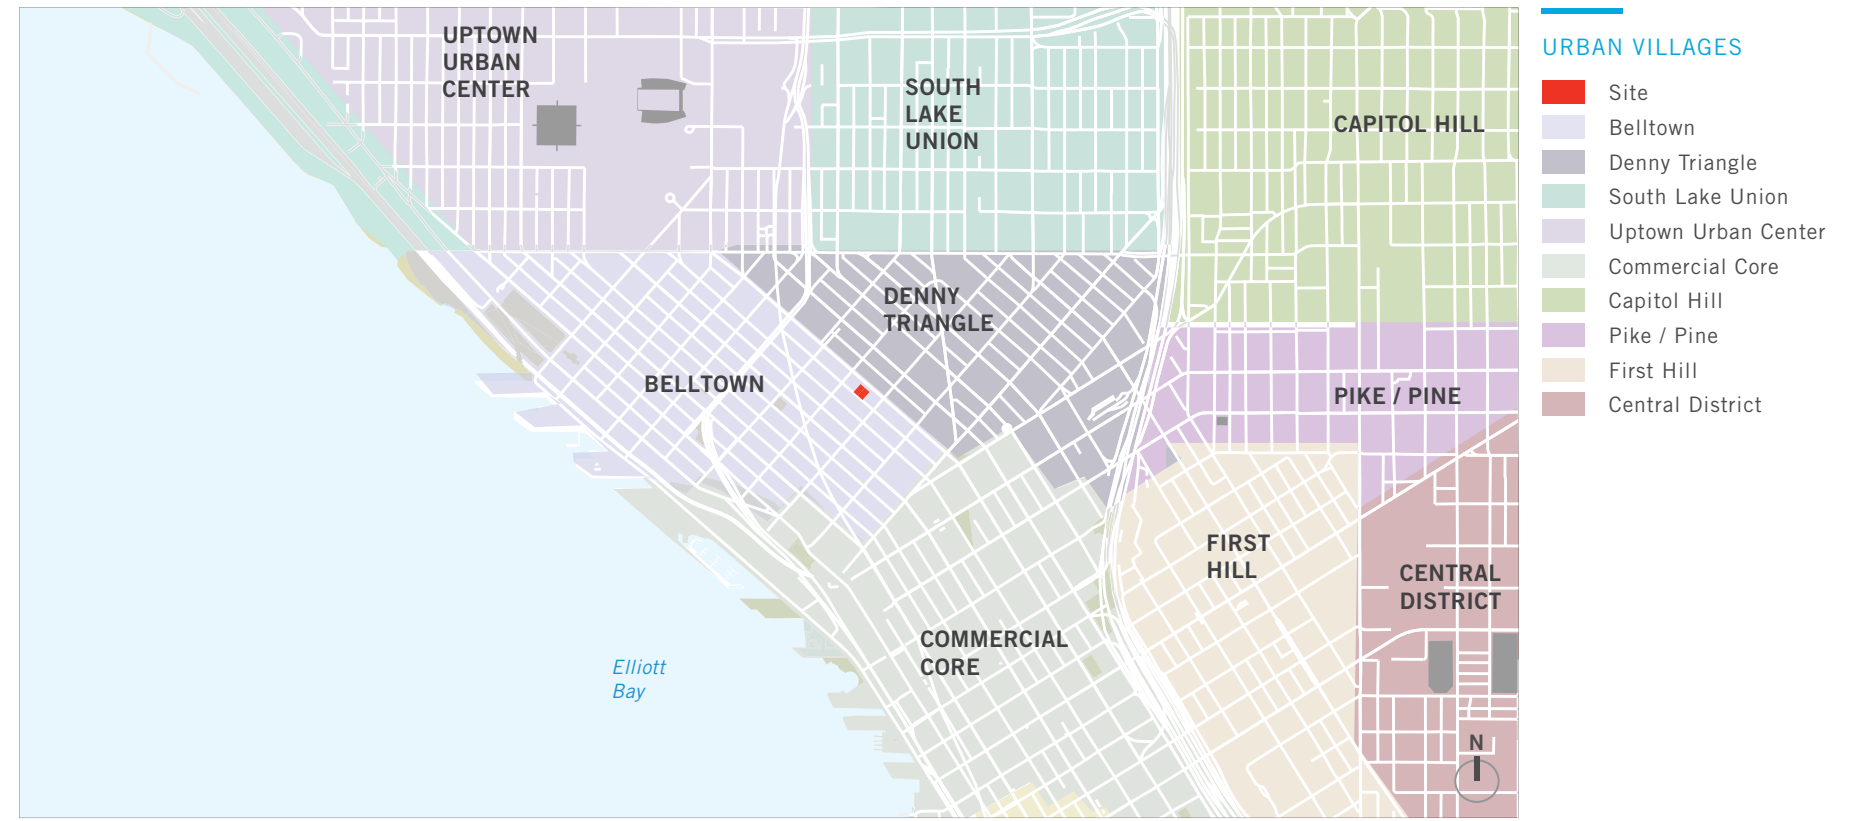 UPTOWN
URBAN
CENTER
SOUTH
LAKE
UNION
CAPITOL HILL
DENNY
TRIANGLE
BELLTOWN
PIKE / PINE
FIRST
HILL
CENTRAL
DISTRICT
COMMERCIAL
CORE
Elliott
Bay
N
URBAN VILLAGES
Site
Belltown
Denny Triangle
South Lake Union
Uptown Urban Center
Commercial Core
Capitol Hill
Pike / Pine
First Hill
Central District